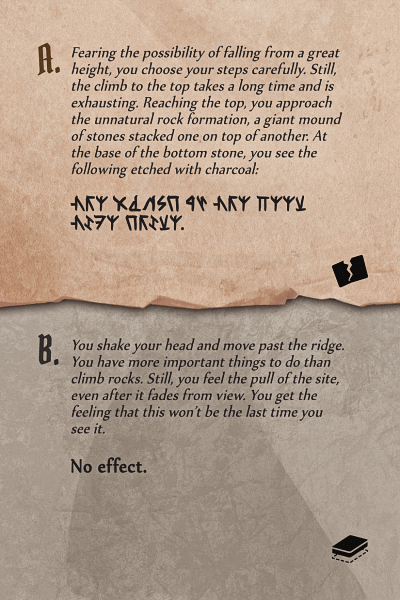 A.
Fearing the possibility of falling from a great
height, you choose your steps carefully. Still,
the climb to the top takes a long time and is
exhausting. Reaching the top, you approach
the unnatural rock formation, a giant mound
of stones stacked one on top of another. At
the base of the bottom stone, you see the
following etched with charcoal:
B.
You shake your head and move past the ridge.
You have more important things to do than
climb rocks. Still, you feel the pull of the site,
even after it fades from view. You get the
feeling that this won't be the last time you
see it.
No effect.